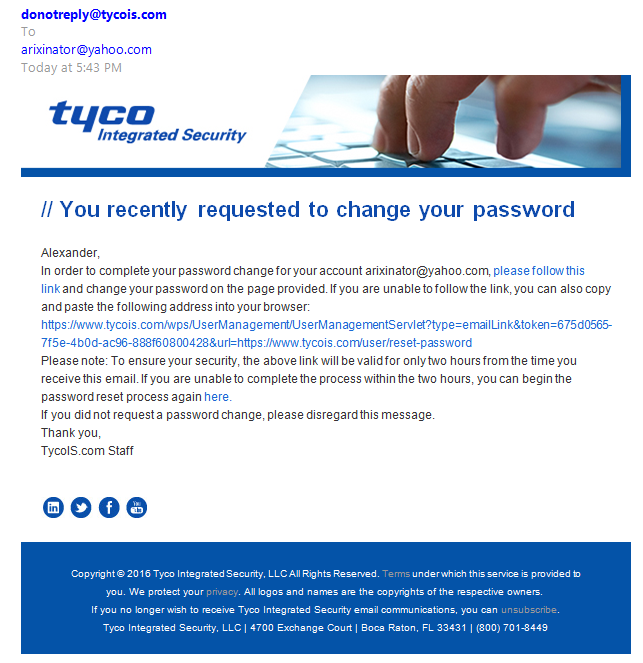 donotreply@tycois.com
To
arixinator@yahoo.com
Today at 5:43 PM
tyco
Integrated Security
// You recently requested to change your password
Alexander,
In order to complete your password change for your account arixinator@yahoo.com, please follow this
link and change your password on the page provided. If you are unable to follow the link, you can also copy
and paste the following address into your browser:
https://www.tycois.com/wps/UserManagement/UserManagementServlet?type=emailLink&token=675d0565-
7f5e-4b0d-ac96-888f60800428&url=https://www.tycois.com/user/reset-password
Please note: To ensure your security, the above link will be valid for only two hours from the time you
receive this email. If you are unable to complete the process within the two hours, you can begin the
password reset process again here.
If you did not request a password change, please disregard this message.
Thank you,
TycoIS.com Staff
in f You Tube
Copyright © 2016 Tyco Integrated Security, LLC All Rights Reserved. Terms under which this service is provided to
you. We protect your privacy. All logos and names are the copyrights of the respective owners.
If you no longer wish to receive Tyco Integrated Security email communications, you can unsubscribe.
Tyco Integrated Security, LLC | 4700 Exchange Court | Boca Raton, FL 33431 | (800) 701-8449